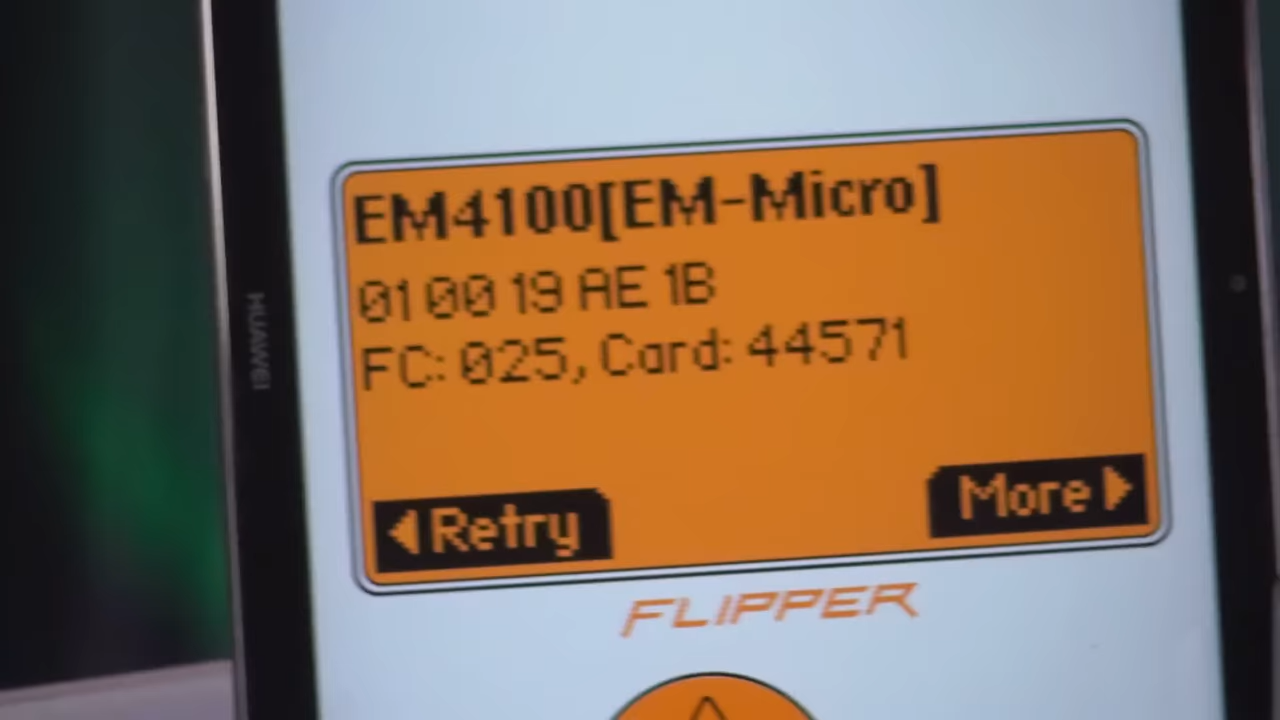 HUAWEI
EM4100[EM-Micro]
01 00 19 AE 1B
FC: 025, Card: 44571
Retry
More
FLIPPER